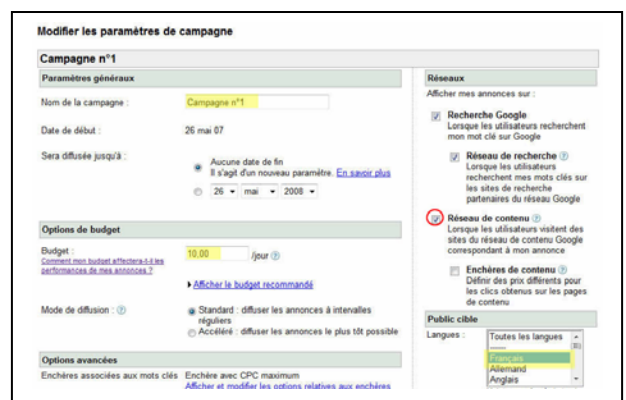 Modifier les paramètres de campagne
Campagne n°1
Paramètres généraux
Nom de la campagne :
Campagne n°1
Date de début :
26 mai 07
Sera diffusée jusqu'à :
Aucune date de fin
Il s'agit d'un nouveau paramètre. En savoir plus
26 mai 2008
Options de budget
Budget :
Comment mon budget affectera-t-il les
performances de mes annonces ?
10,00 /jour
Afficher le budget recommandé
Mode de diffusion :
Standard : diffuser les annonces à intervalles
réguliers
Accéléré : diffuser les annonces le plus tôt possible
Options avancées
Enchères associées aux mots clés
Enchère avec CPC maximum
Afficher et modifier les options relatives aux enchères
Réseaux
Afficher mes annonces sur :
Recherche Google
Lorsque les utilisateurs recherchent
mon mot clé sur Google
Réseau de recherche
Lorsque les utilisateurs
recherchent mes mots clés sur
les sites de recherche
partenaires du réseau Google
Réseau de contenu
Lorsque les utilisateurs visitent des
sites du réseau de contenu Google
correspondant à mon annonce
Enchères de contenu
Définir des prix différents pour
les clics obtenus sur les pages
de contenu
Public cible
Langues :
Toutes les langues
------
Français
Allemand
Anglais